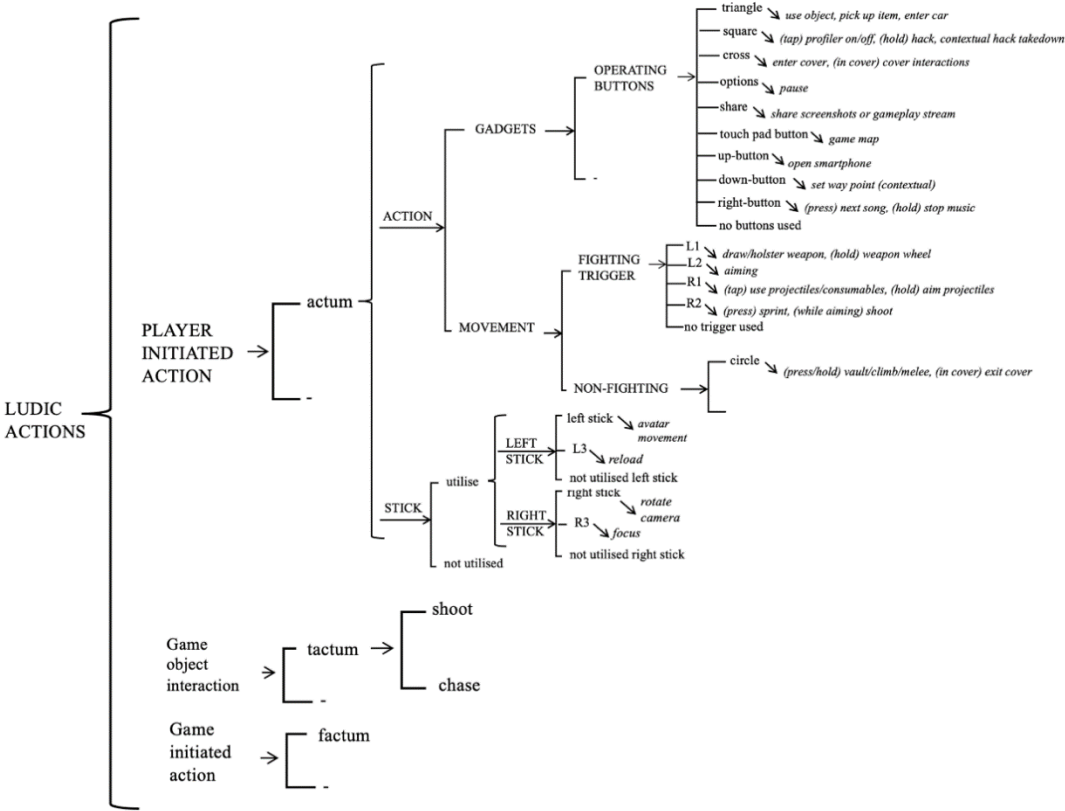 triangle
use object, pick up item, enter car
square
(tap) profiler on/off, (hold) hack, contextual hack takedown
cross
enter cover, (in cover) cover interactions
OPERATING
BUTTONS
options
pause
share
share screenshots or gameplay stream
GADGETS
touch pad button
game map
up-button
open smartphone
-
down-button
set way point (contextual)
right-button
(press) next song, (hold) stop music
no buttons used
ACTION
L1
draw/holster weapon, (hold) weapon wheel
FIGHTING
TRIGGER
L2
aiming
R1
(tap) use projectiles/consumables, (hold) aim projectiles
R2
(press) sprint, (while aiming) shoot
no trigger used
MOVEMENT
NON-FIGHTING
circle
(press/hold) vault/climb/melee, (in cover) exit cover
actum
PLAYER
INITIATED
ACTION
-
LUDIC
ACTIONS
STICK
utilise
LEFT
STICK
left stick
avatar
movement
L3
reload
not utilised left stick
RIGHT
STICK
right stick
rotate
camera
R3
focus
not utilised right stick
not utilised
Game
object
interaction
tactum
-
shoot
chase
Game
initiated
action
factum
-